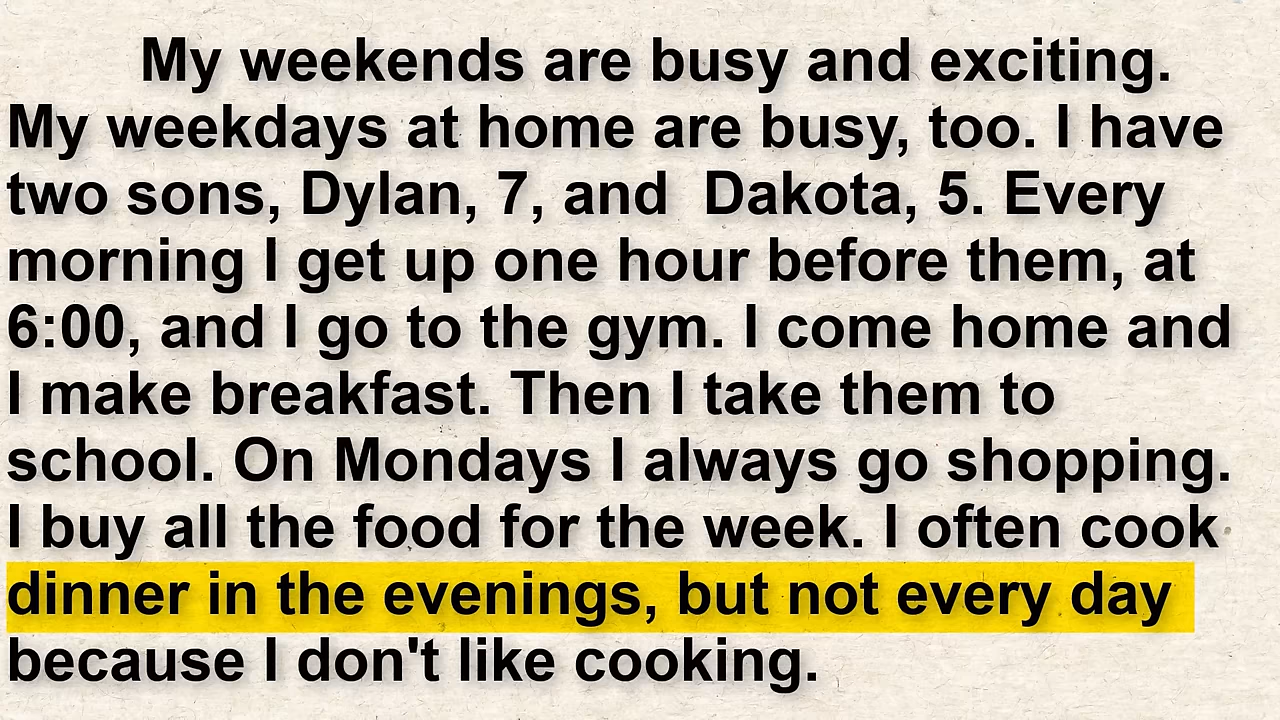 My weekends are busy and exciting.
My weekdays at home are busy, too. I have
two sons, Dylan, 7, and  Dakota, 5. Every
morning I get up one hour before them, at
6:00, and I go to the gym. I come home and
I make breakfast. Then I take them to
school. On Mondays I always go shopping.
I buy all the food for the week. I often cook
dinner in the evenings, but not every day
because I don't like cooking.